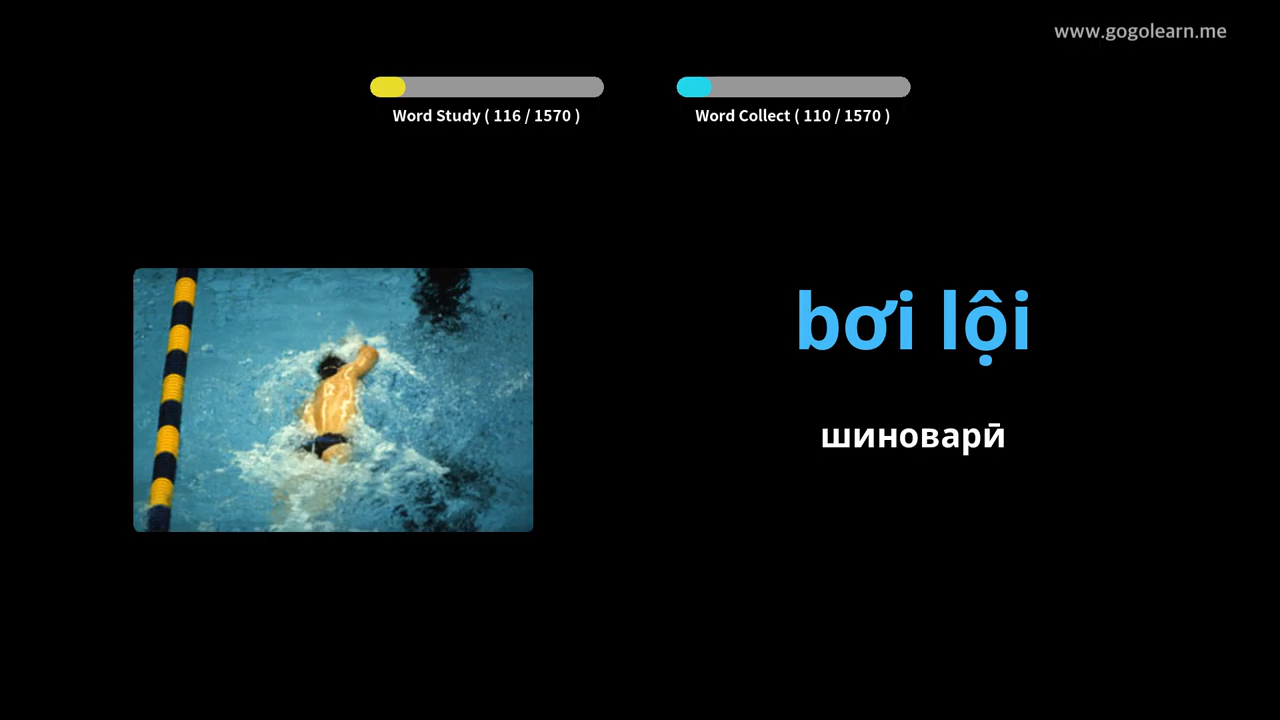 www.gogolearn.me
Word Study ( 116 / 1570 )
Word Collect ( 110 / 1570 )
bơi lội
шиноварӣ